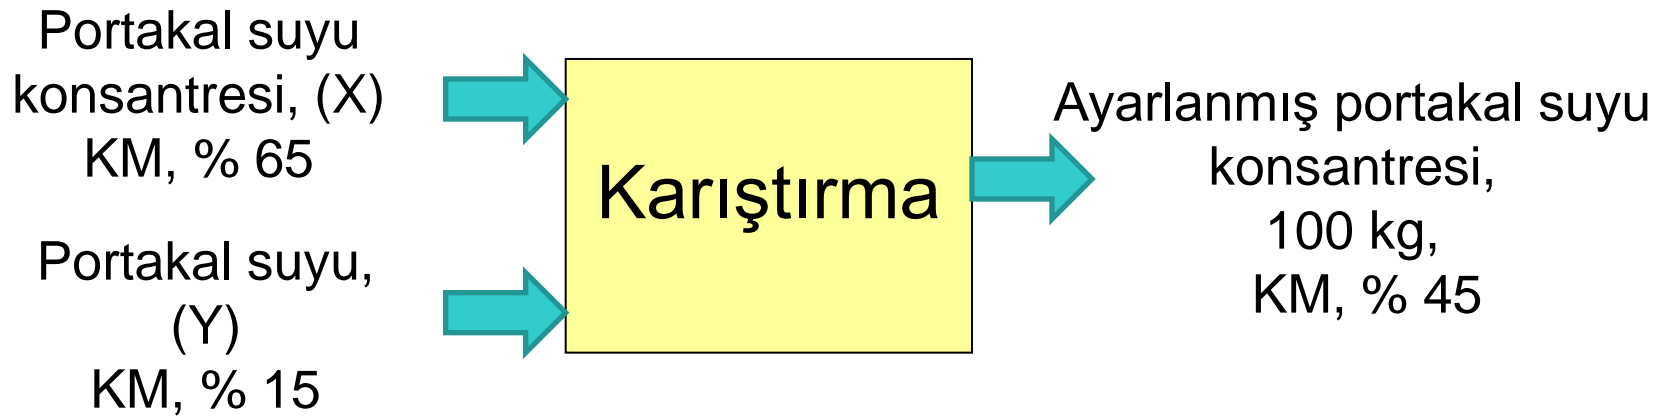 Portakal suyu
konsantresi, (X)
KM, % 65
Portakal suyu,
(Y)
KM, % 15
Karıştırma
Ayarlanmış portakal suyu
konsantresi,
100 kg,
KM, % 45